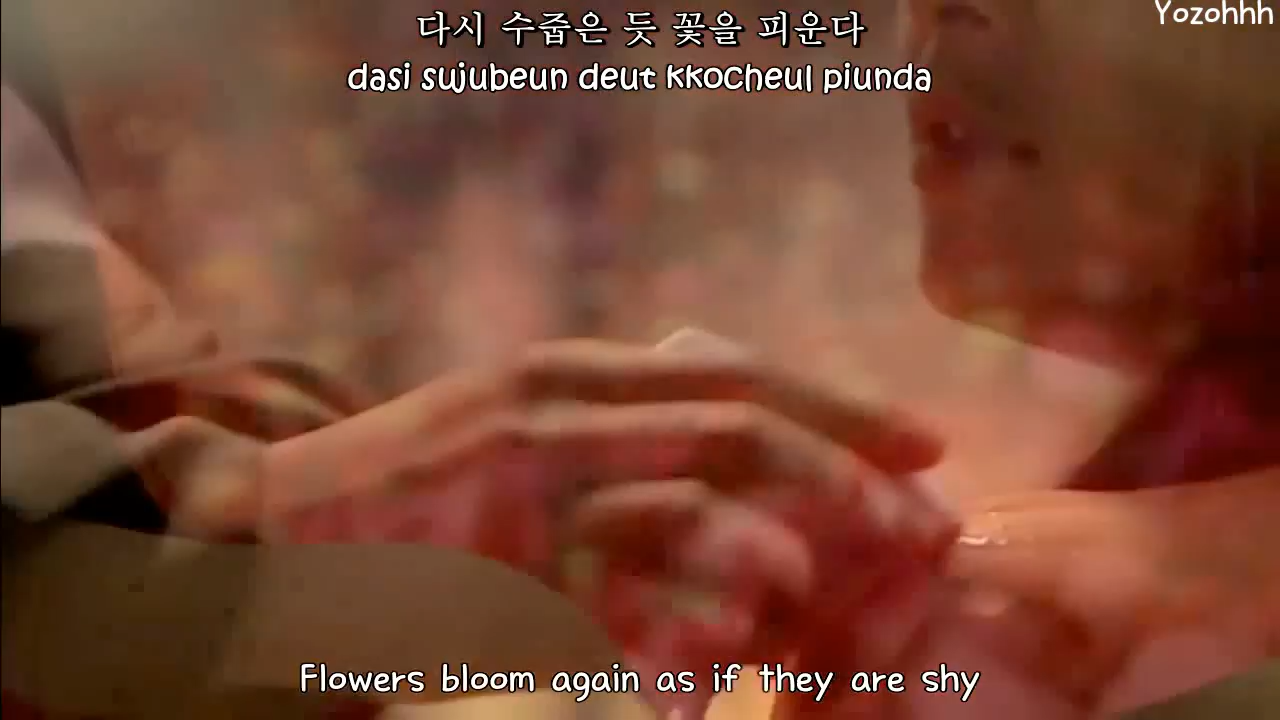 Yozohhh
다시 수줍은 듯 꽃을 피운다
dasi sujubeun deut kkocheul piunda
Flowers bloom again as if they are shy